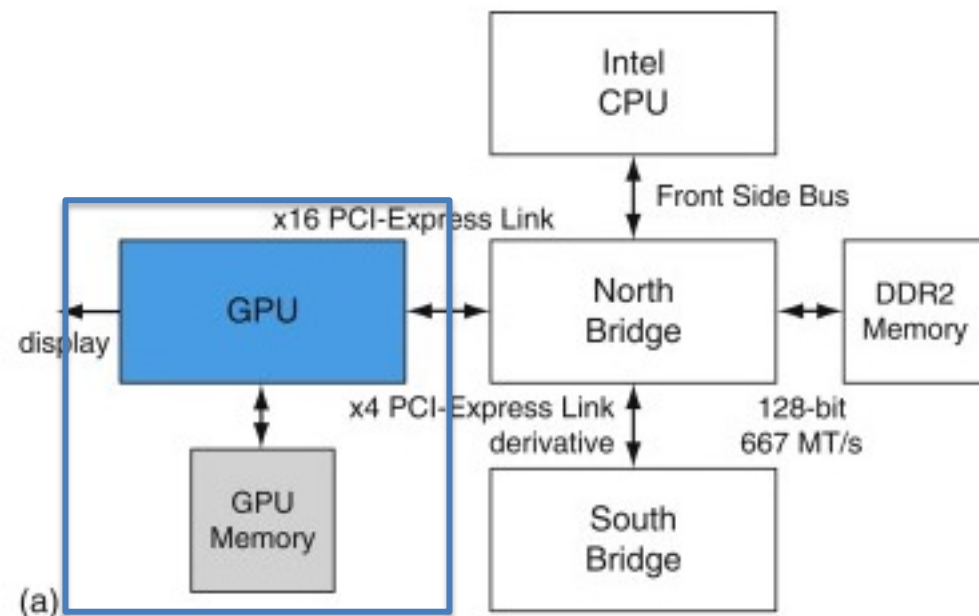 Intel
CPU
Front Side Bus
x16 PCI-Express Link
GPU
North
Bridge
DDR2
Memory
display
x4 PCI-Express Link
derivative
128-bit
667 MT/s
GPU
Memory
South
Bridge
(a)